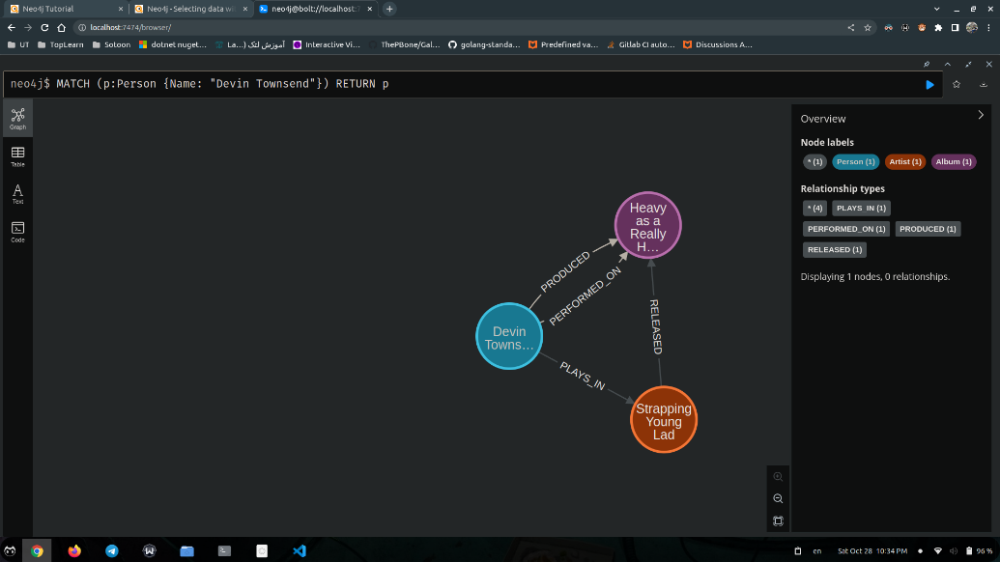 Neo4j Tutorial
Neo4j - Selecting data wi
neo4j@bolt://localhost:7
localhost:7474/browser/
UT
TopLearn
Sotoon
dotnet nuget…
La…) آموزش لتک
Interactive Vi…
ThePBone/Gal…
golang-standa…
Predefined va…
Gitlab CI auto…
Discussions A…
neo4j$ MATCH (p:Person {Name: "Devin Townsend"}) RETURN p
Graph
Table
Text
Code
Heavy
as a
Really
H…
PRODUCED
PERFORMED_ON
RELEASED
Devin
Towns…
PLAYS_IN
Strapping
Young
Lad
Overview
Node labels
* (1) Person (1) Artist (1) Album (1)
Relationship types
* (4) PLAYS_IN (1)
PERFORMED_ON (1) PRODUCED (1)
RELEASED (1)
Displaying 1 nodes, 0 relationships.
en
Sat Oct 28 10:34 PM
96 %